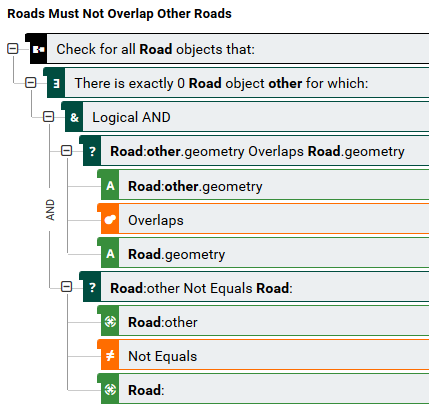 Roads Must Not Overlap Other Roads
Check for all Road objects that:
∃ There is exactly 0 Road object other for which:
& Logical AND
? Road:other.geometry Overlaps Road.geometry
A Road:other.geometry
Overlaps
A Road.geometry
AND
? Road:other Not Equals Road:
Road:other
≠ Not Equals
Road: